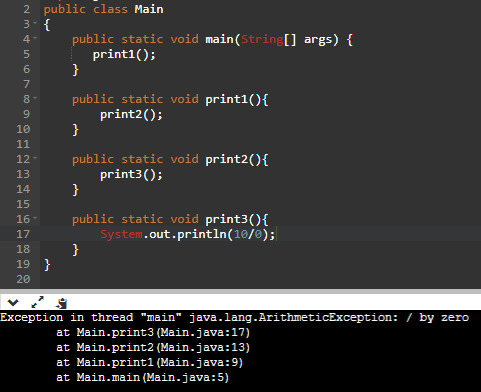 2 public class Main
3 {
4 public static void main(String[] args) {
5 print1();
6 }
7
8 public static void print1(){
9 print2();
10 }
11
12 public static void print2(){
13 print3();
14 }
15
16 public static void print3(){
17 System.out.println(10/0);
18 }
19 }
20
Exception in thread "main" java.lang.ArithmeticException: / by zero
at Main.print3(Main.java:17)
at Main.print2(Main.java:13)
at Main.print1(Main.java:9)
at Main.main(Main.java:5)